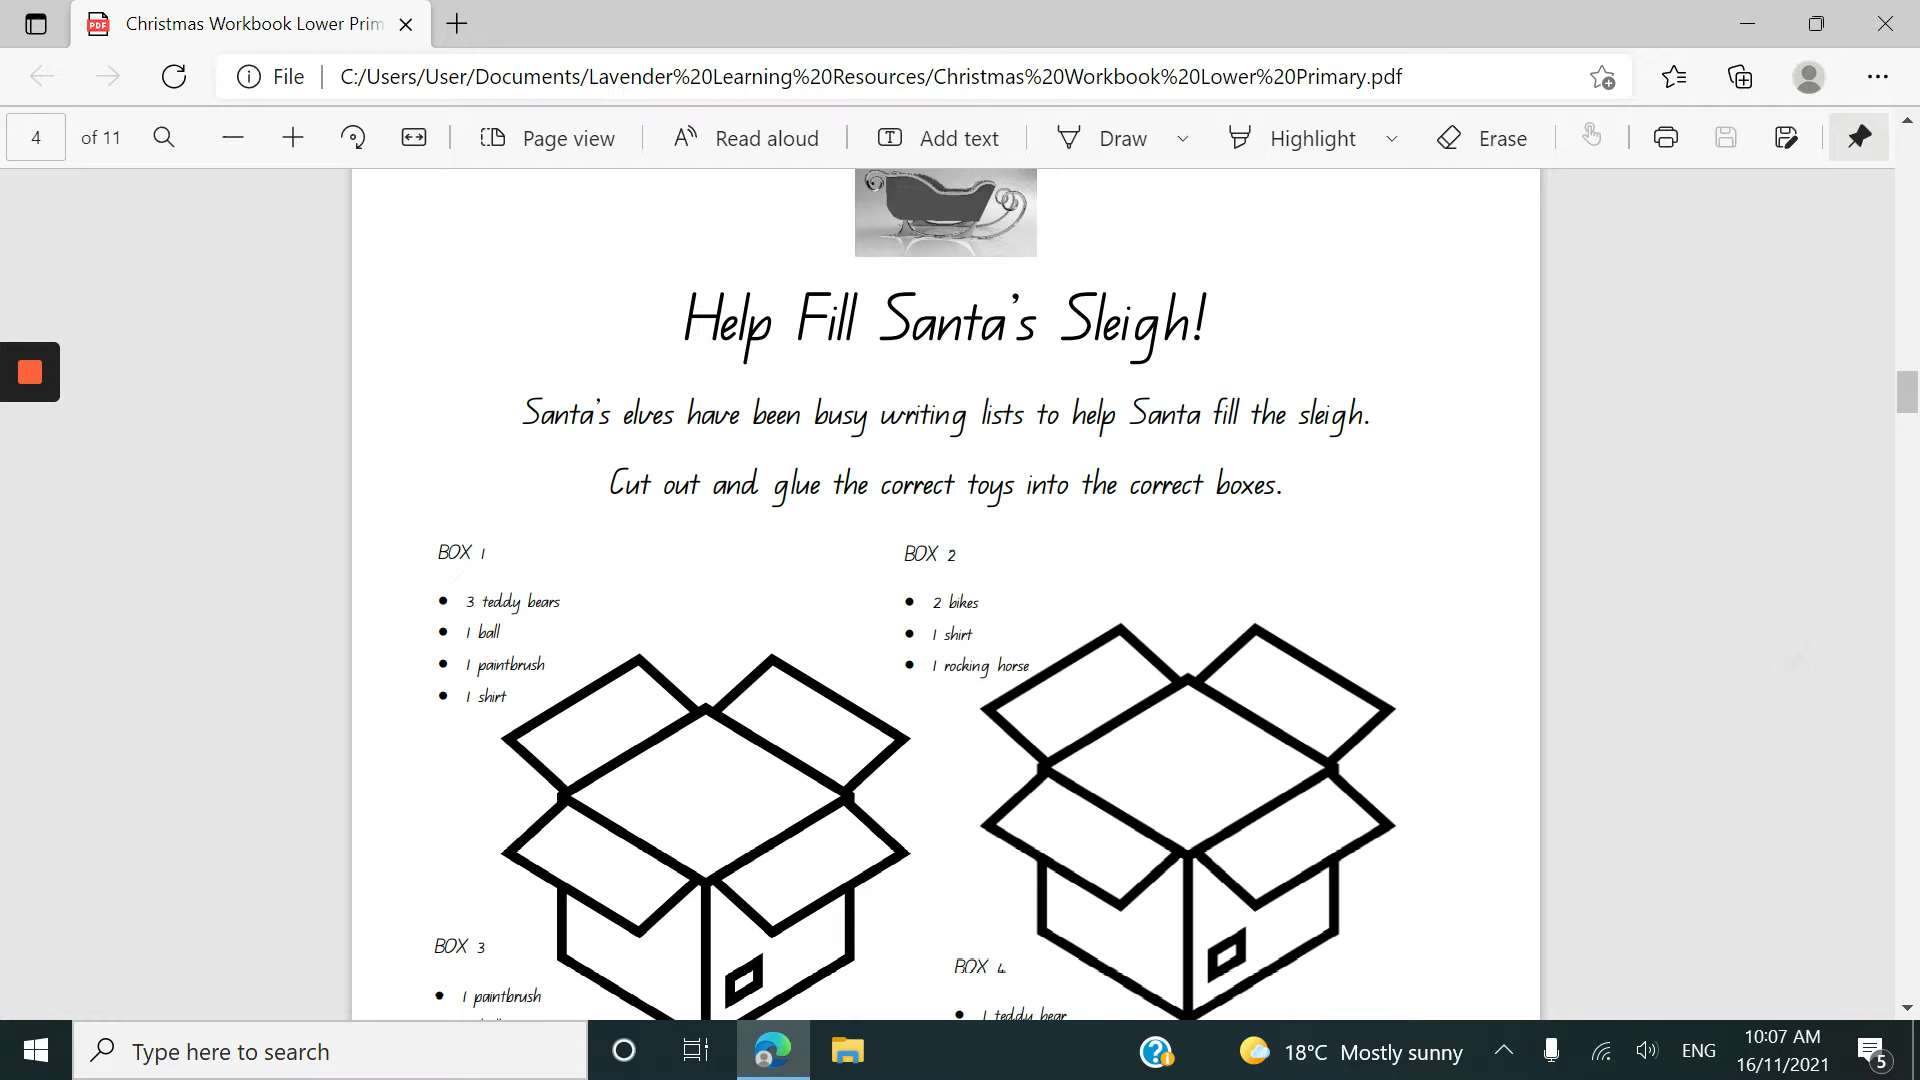 Christmas Workbook Lower Prim
File
C:/Users/User/Documents/Lavender%20Learning%20Resources/Christmas%20Workbook%20Lower%20Primary.pdf
4 of 11 Page view Read aloud Add text Draw Highlight Erase
Help Fill Santa's Sleigh!
Santa's elves have been busy writing lists to help Santa fill the sleigh.
Cut out and glue the correct toys into the correct boxes.
BOX 1
• 3 teddy bears
• 1 ball
• 1 paintbrush
• 1 shirt
BOX 2
• 2 bikes
• 1 shirt
• 1 rocking horse
BOX 3
• 1 paintbrush
BOX 4
• 1 teddy bear
Type here to search
18°C Mostly sunny
ENG
10:07 AM
16/11/2021
5